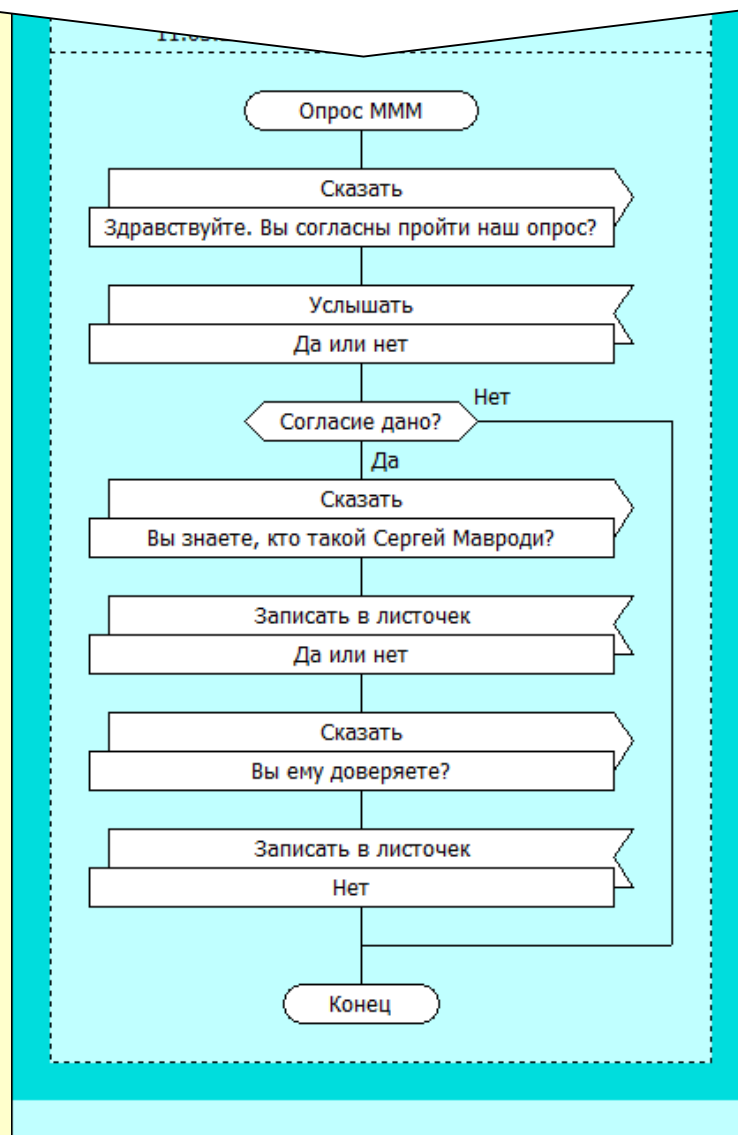 Опрос МММ
Сказать
Здравствуйте. Вы согласны пройти наш опрос?
Услышать
Да или нет
Согласие дано?
Нет
Да
Сказать
Вы знаете, кто такой Сергей Мавроди?
Записать в листочек
Да или нет
Сказать
Вы ему доверяете?
Записать в листочек
Нет
Конец